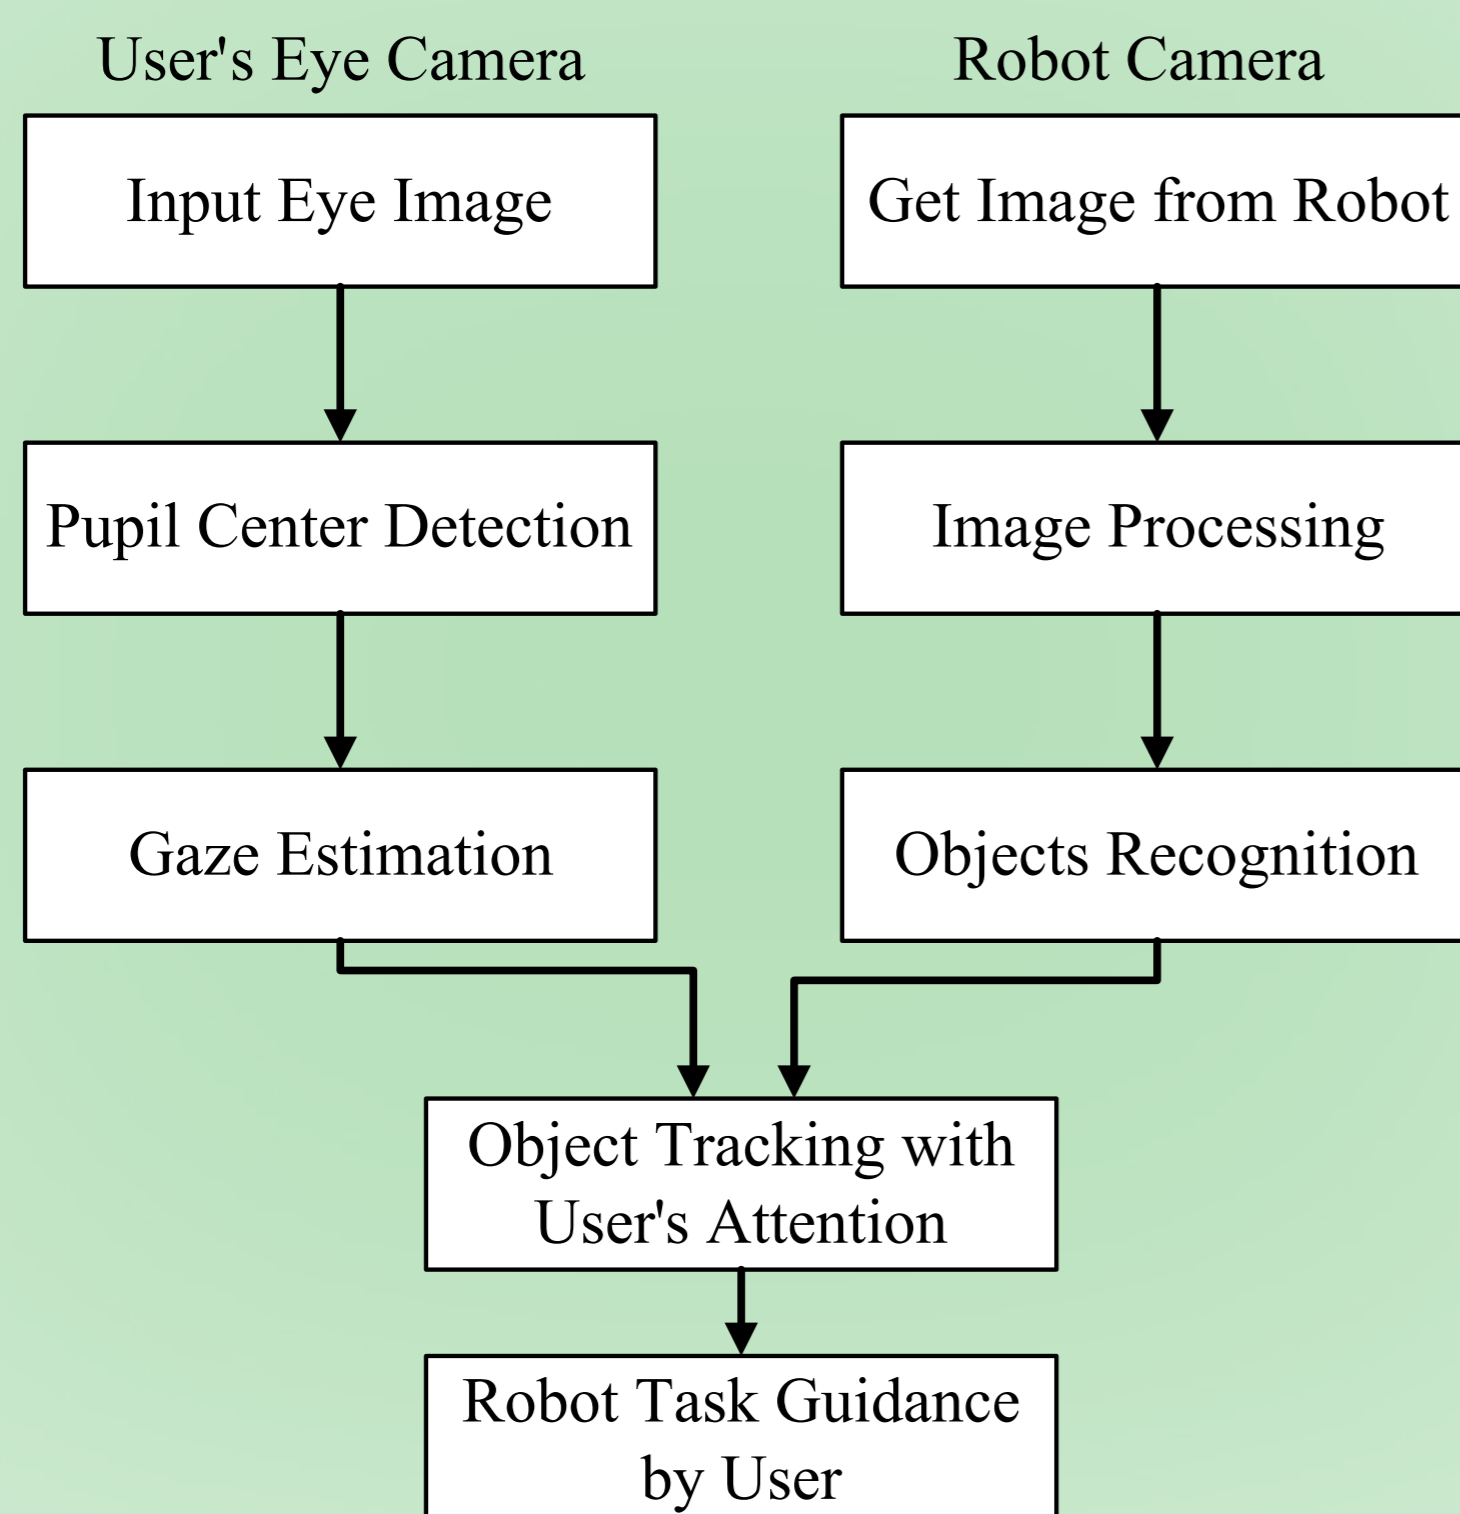 User's Eye Camera
Input Eye Image
Pupil Center Detection
Gaze Estimation
Robot Camera
Get Image from Robot
Image Processing
Objects Recognition
Object Tracking with
User's Attention
Robot Task Guidance
by User